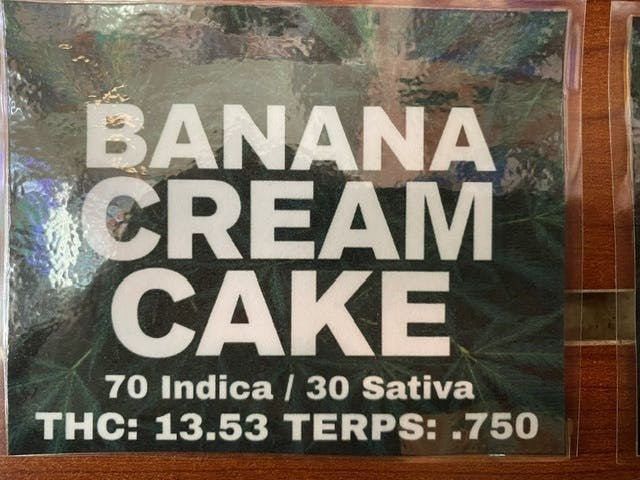 BANANA
CREAM
CAKE
70 Indica / 30 Sativa
THC: 13.53 TERPS: .750